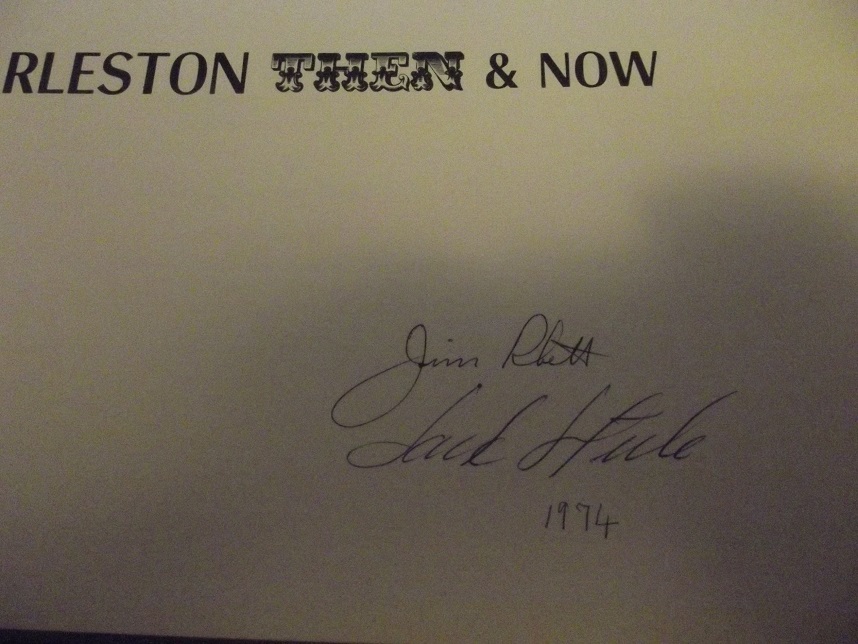 RLESTON THEN & NOW
Jim Rhett
Jack Steele
1974